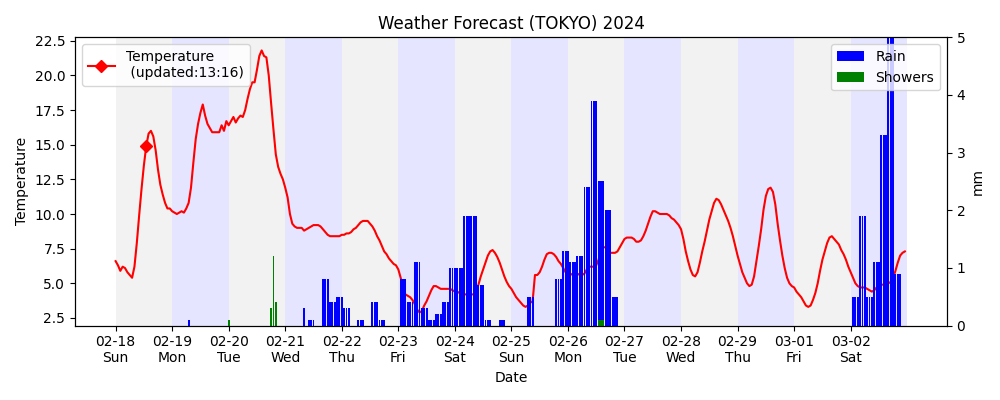 Weather Forecast (TOKYO) 2024
Temperature
(updated:13:16)
Rain
Showers
Temperature
22.5
20.0
17.5
15.0
12.5
10.0
7.5
5.0
2.5
5
4
3
2
1
0
mm
02-18 02-19 02-20 02-21 02-22 02-23 02-24 02-25 02-26 02-27 02-28 02-29 03-01 03-02
Sun Mon Tue Wed Thu Fri Sat Sun Mon Tue Wed Thu Fri Sat
Date